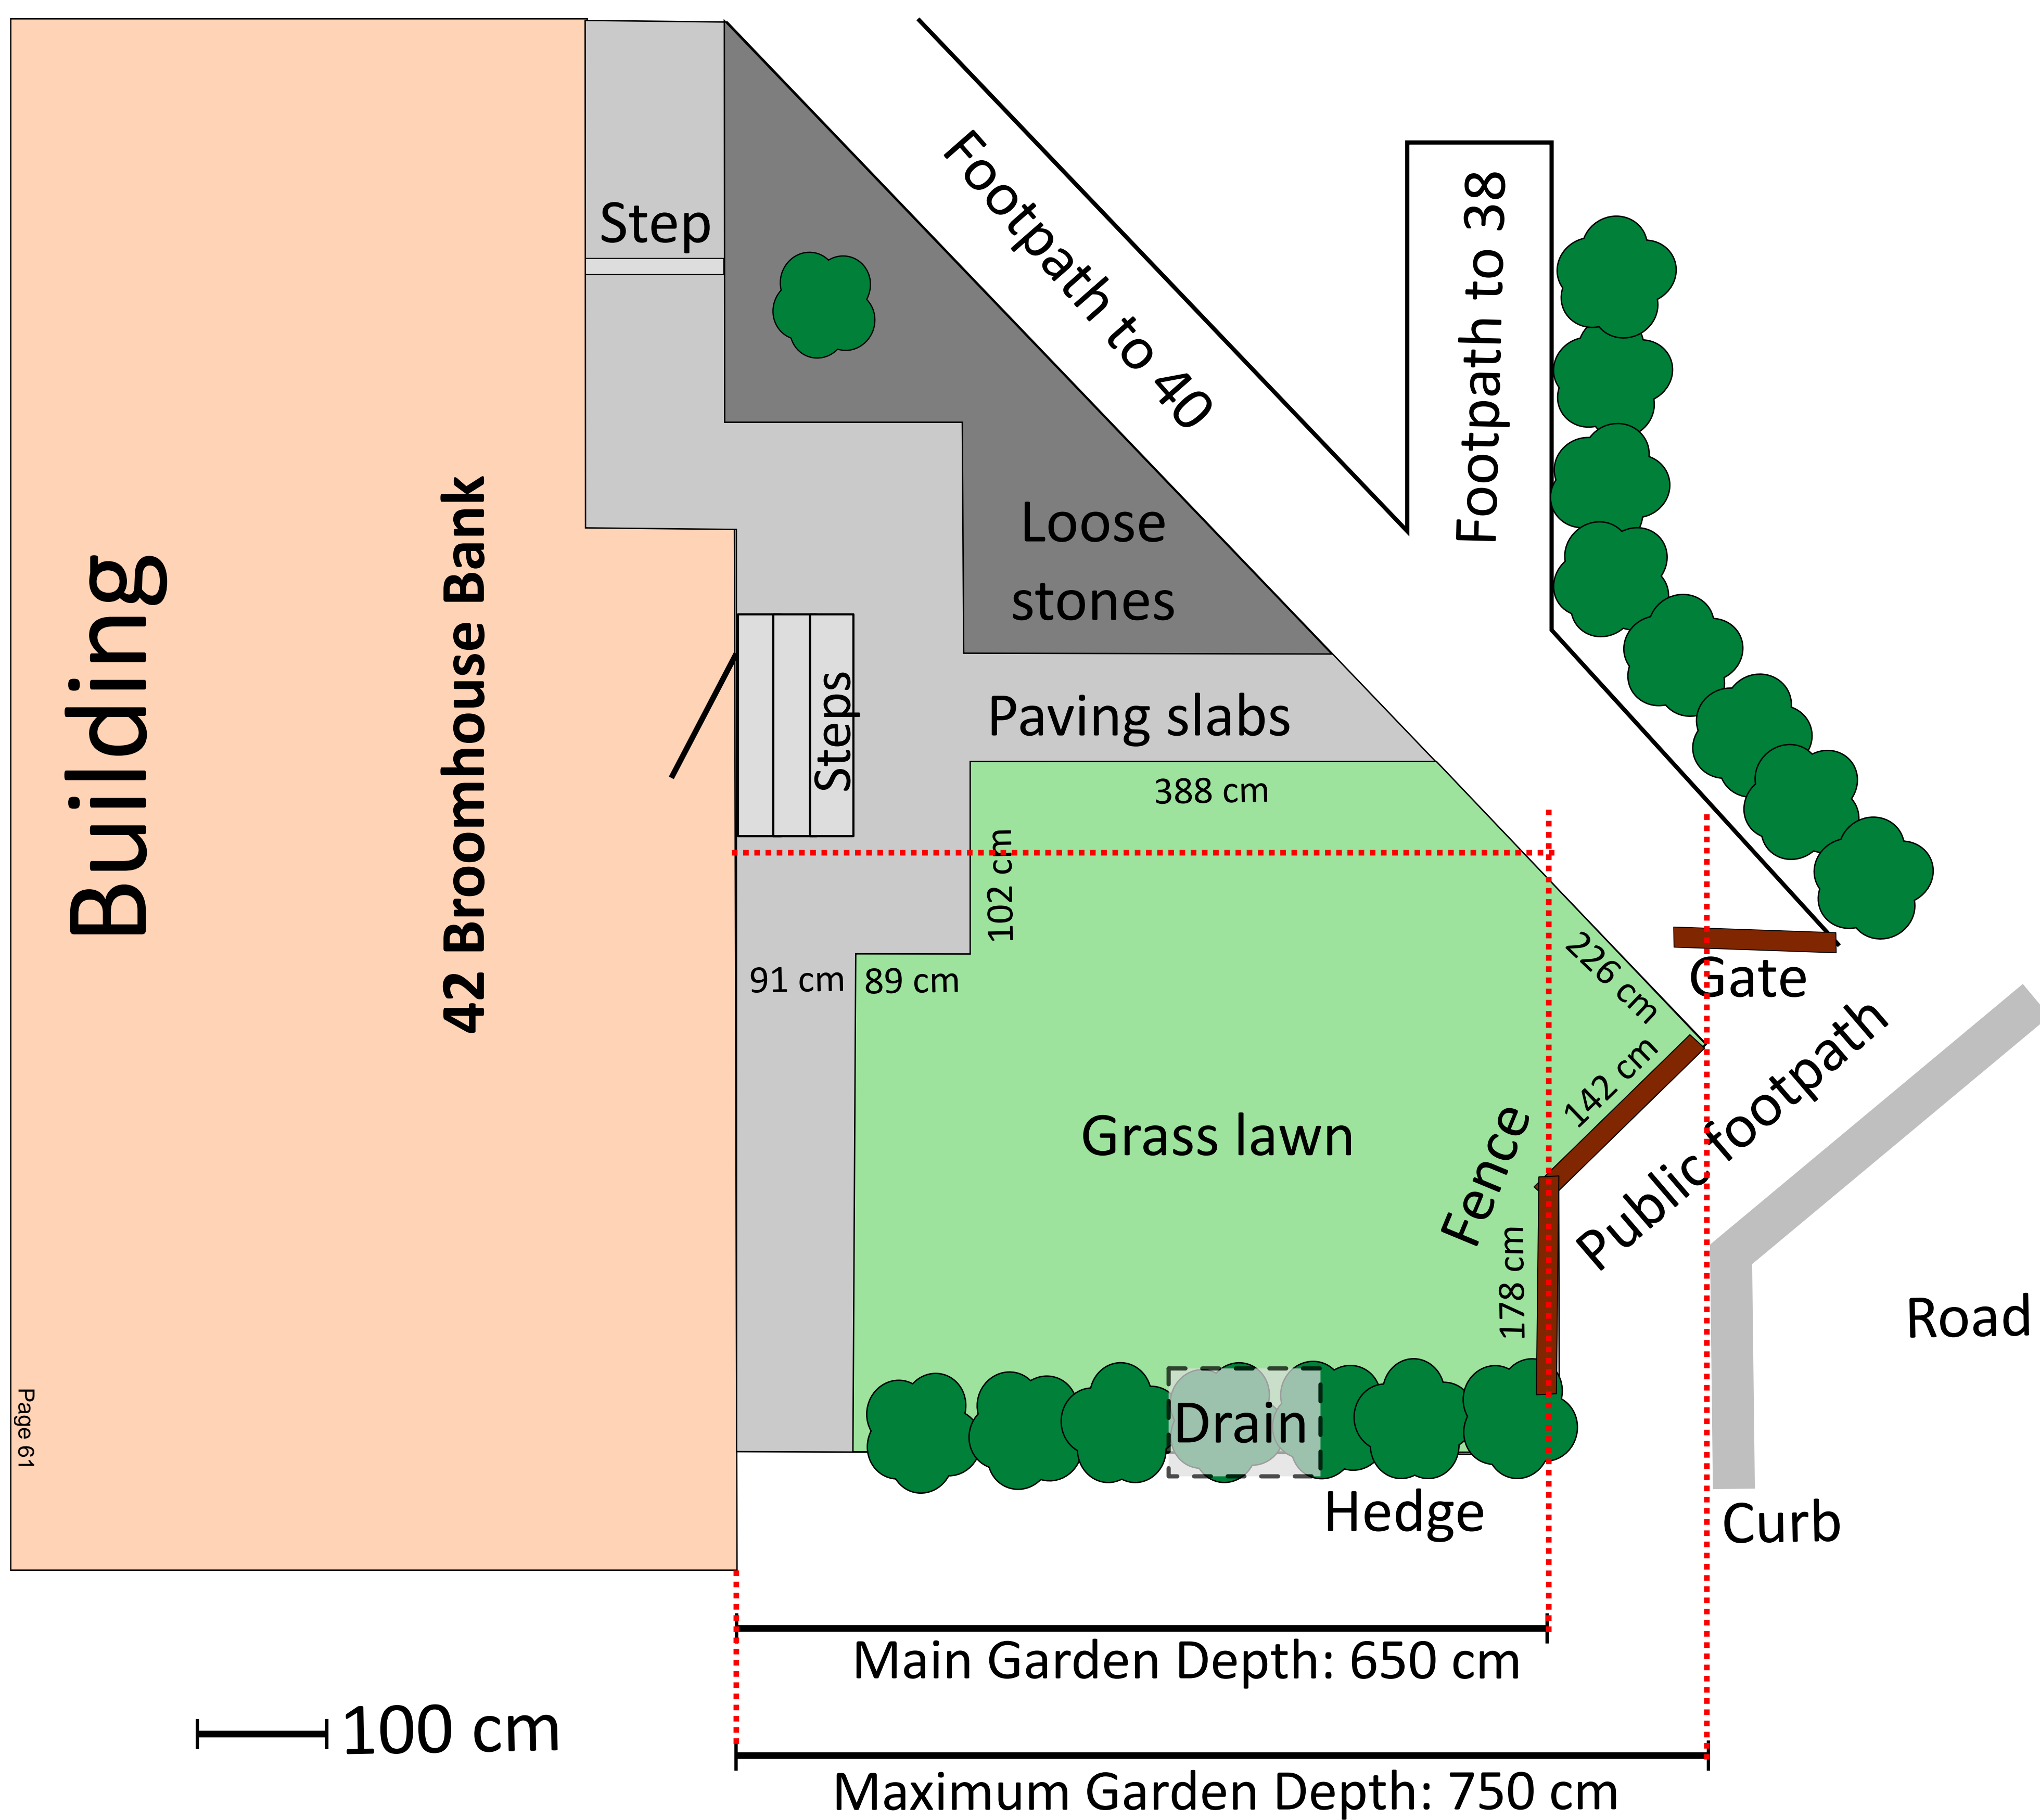 Building
42 Broomhouse Bank
Step
Footpath to 40
Footpath to 38
Loose
stones
Steps
Paving slabs
388 cm
102 cm
91 cm
89 cm
226 cm
Gate
142 cm
Grass lawn
Fence
Public footpath
178 cm
Road
Drain
Hedge
Curb
Page 61
Main Garden Depth: 650 cm
100 cm
Maximum Garden Depth: 750 cm